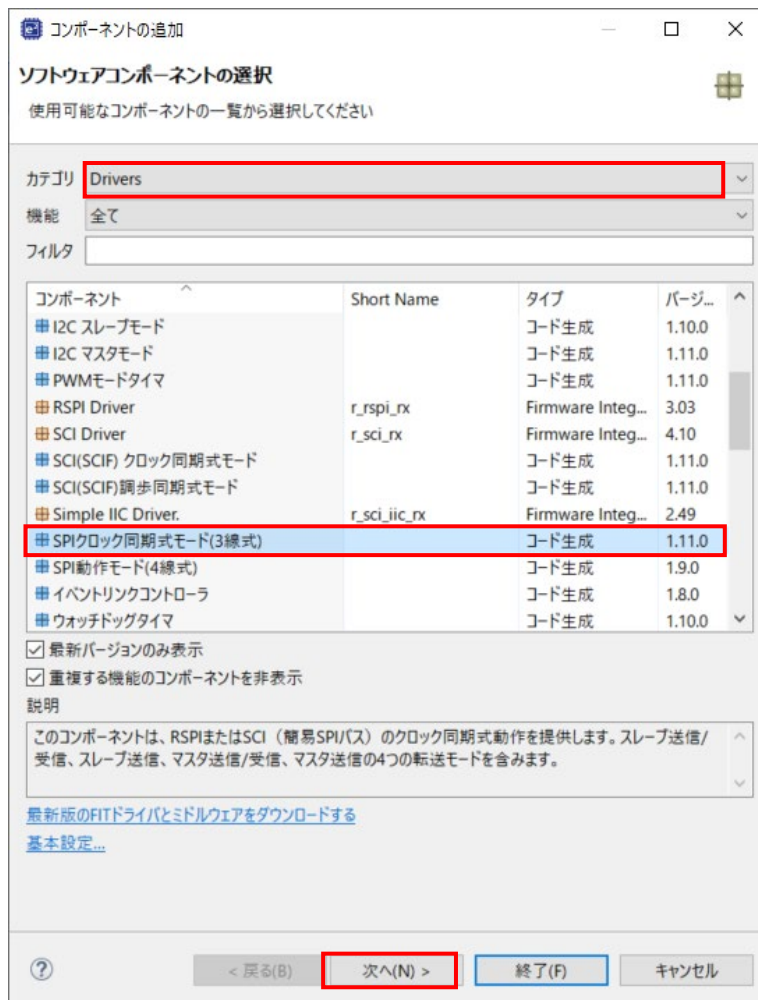 コンポーネントの追加
ソフトウェアコンポーネントの選択
使用可能なコンポーネントの一覧から選択してください
カテゴリ Drivers
機能 全て
フィルタ
コンポーネント Short Name タイプ バージ...
I2C スレーブモード コード生成 1.10.0
I2C マスタモード コード生成 1.11.0
PWMモードタイマ コード生成 1.11.0
RSPI Driver r_rspi_rx Firmware Integ... 3.03
SCI Driver r_sci_rx Firmware Integ... 4.10
SCI(SCIF) クロック同期式モード コード生成 1.11.0
SCI(SCIF)調歩同期式モード コード生成 1.11.0
Simple IIC Driver. r_sci_iic_rx Firmware Integ... 2.49
SPIクロック同期式モード(3線式) コード生成 1.11.0
SPI動作モード(4線式) コード生成 1.9.0
イベントリンクコントローラ コード生成 1.8.0
ウォッチドッグタイマ コード生成 1.10.0
最新バージョンのみ表示
重複する機能のコンポーネントを非表示
説明
このコンポーネントは、RSPIまたはSCI（簡易SPIバス）のクロック同期式動作を提供します。スレーブ送信/
受信、スレーブ送信、マスタ送信/受信、マスタ送信の4つの転送モードを含みます。
最新版のFITドライバとミドルウェアをダウンロードする
基本設定...
< 戻る(B) 次へ(N) > 終了(F) キャンセル